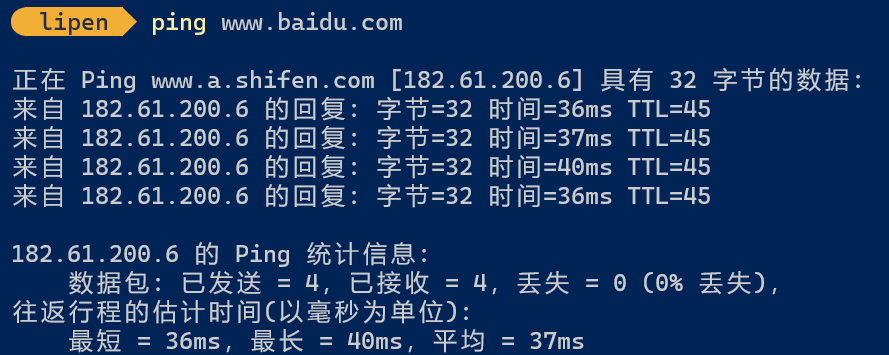 lipen ping www.baidu.com
正在 Ping www.a.shifen.com [182.61.200.6] 具有 32 字节的数据:
来自 182.61.200.6 的回复: 字节=32 时间=36ms TTL=45
来自 182.61.200.6 的回复: 字节=32 时间=37ms TTL=45
来自 182.61.200.6 的回复: 字节=32 时间=40ms TTL=45
来自 182.61.200.6 的回复: 字节=32 时间=36ms TTL=45
182.61.200.6 的 Ping 统计信息:
数据包: 已发送 = 4, 已接收 = 4, 丢失 = 0 (0% 丢失),
往返行程的估计时间(以毫秒为单位):
最短 = 36ms, 最长 = 40ms, 平均 = 37ms